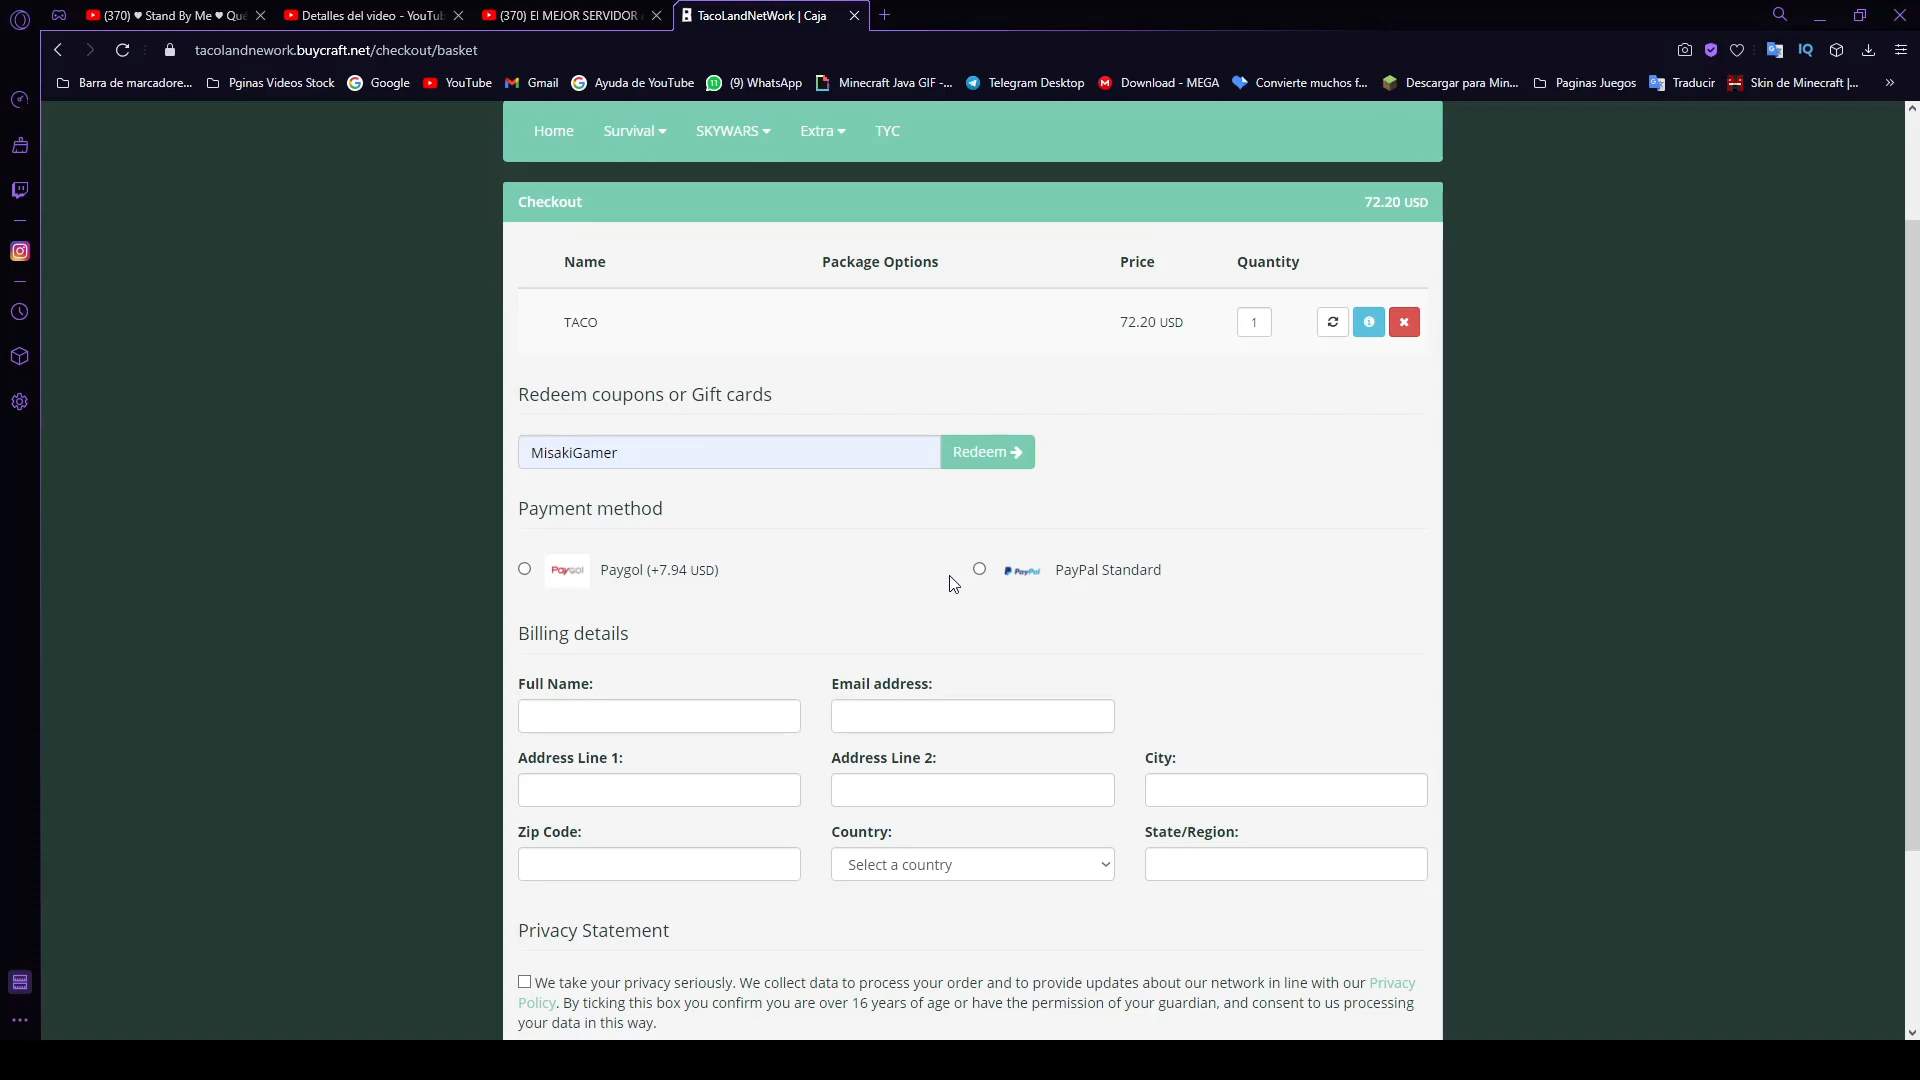 (370) ♥ Stand By Me ♥ Qué
Detalles del video - YouTub
(370) El MEJOR SERVIDOR
TacoLandNetWork | Caja
tacolandnework.buycraft.net/checkout/basket
Barra de marcadore...
Pginas Videos Stock
Google
YouTube
Gmail
Ayuda de YouTube
(9) WhatsApp
Minecraft Java GIF -...
Telegram Desktop
Download - MEGA
Convierte muchos f...
Descargar para Min...
Paginas Juegos
Traducir
Skin de Minecraft |...
»
Home Survival SKYWARS Extra TYC
Checkout 72.20 USD
Name Package Options Price Quantity
TACO 72.20 USD 1
Redeem coupons or Gift cards
MisakiGamer Redeem
Payment method
Paygol Paygol (+7.94 USD) PayPal PayPal Standard
Billing details
Full Name: Email address:
Address Line 1: Address Line 2: City:
Zip Code: Country: State/Region:
Select a country
Privacy Statement
We take your privacy seriously. We collect data to process your order and to provide updates about our network in line with our Privacy
Policy. By ticking this box you confirm you are over 16 years of age or have the permission of your guardian, and consent to us processing
your data in this way.